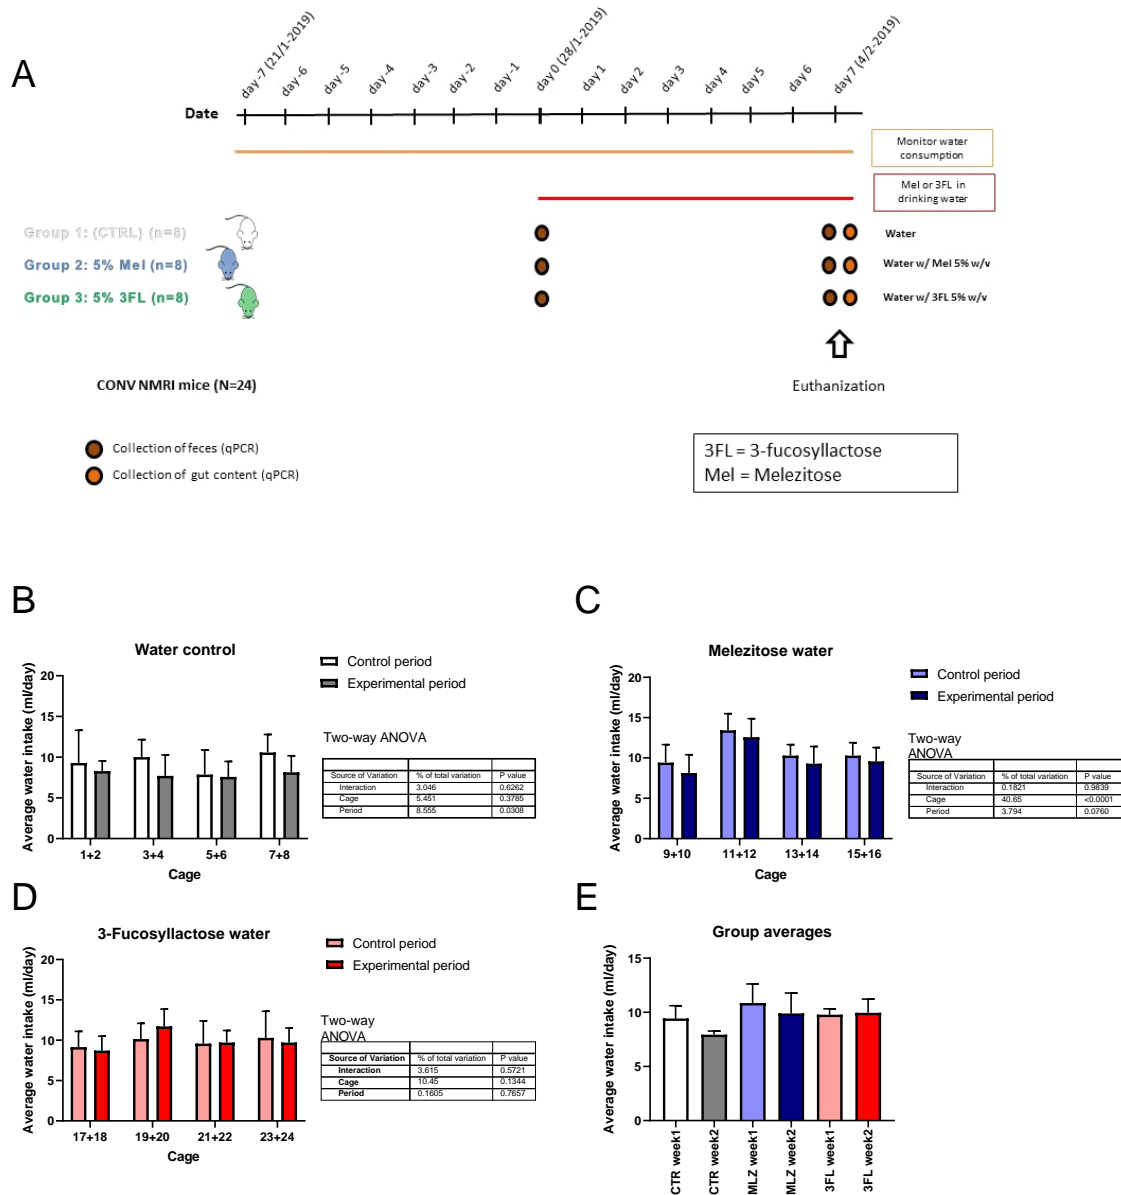 A
day -7 (21/1-2019)
day-6
day-5
day-4
day-3
day-2
day-1
day 0 (28/1-2019)
day 1
day 2
day 3
day 4
day 5
day 6
day 7 (4/2-2019)
Date
Monitor water
consumption
Mel or 3FL in
drinking water
Group 1: (CTRL) (n=8)
Water
Group 2: 5% Mel (n=8)
Water w/ Mel 5% w/v
Group 3: 5% 3FL (n=8)
Water w/ 3FL 5% w/v
CONV NMRI mice (N=24)
Euthanization
Collection of feces (qPCR)
Collection of gut content (qPCR)
3FL = 3-fucosyllactose
Mel = Melezitose
B
Water control
Average water intake (ml/day)
20
15
10
5
0
1+2
3+4
5+6
7+8
Cage
Control period
Experimental period
Two-way ANOVA
Source of Variation % of total variation P value
Interaction 3.046 0.6262
Cage 5.451 0.3785
Period 8.555 0.0308
C
Melezitose water
Average water intake (ml/day)
20
15
10
5
0
9+10
11+12
13+14
15+16
Cage
Control period
Experimental period
Two-way
ANOVA
Source of Variation % of total variation P value
Interaction 0.1821 0.9839
Cage 40.65 <0.0001
Period 3.794 0.0760
D
3-Fucosyllactose water
Average water intake (ml/day)
20
15
10
5
0
17+18
19+20
21+22
23+24
Cage
Control period
Experimental period
Two-way
ANOVA
Source of Variation % of total variation P value
Interaction 3.615 0.5721
Cage 10.45 0.1344
Period 0.1605 0.7657
E
Group averages
Average water intake (ml/day)
15
10
5
0
CTR week1
CTR week2
MLZ week1
MLZ week2
3FL week1
3FL week2